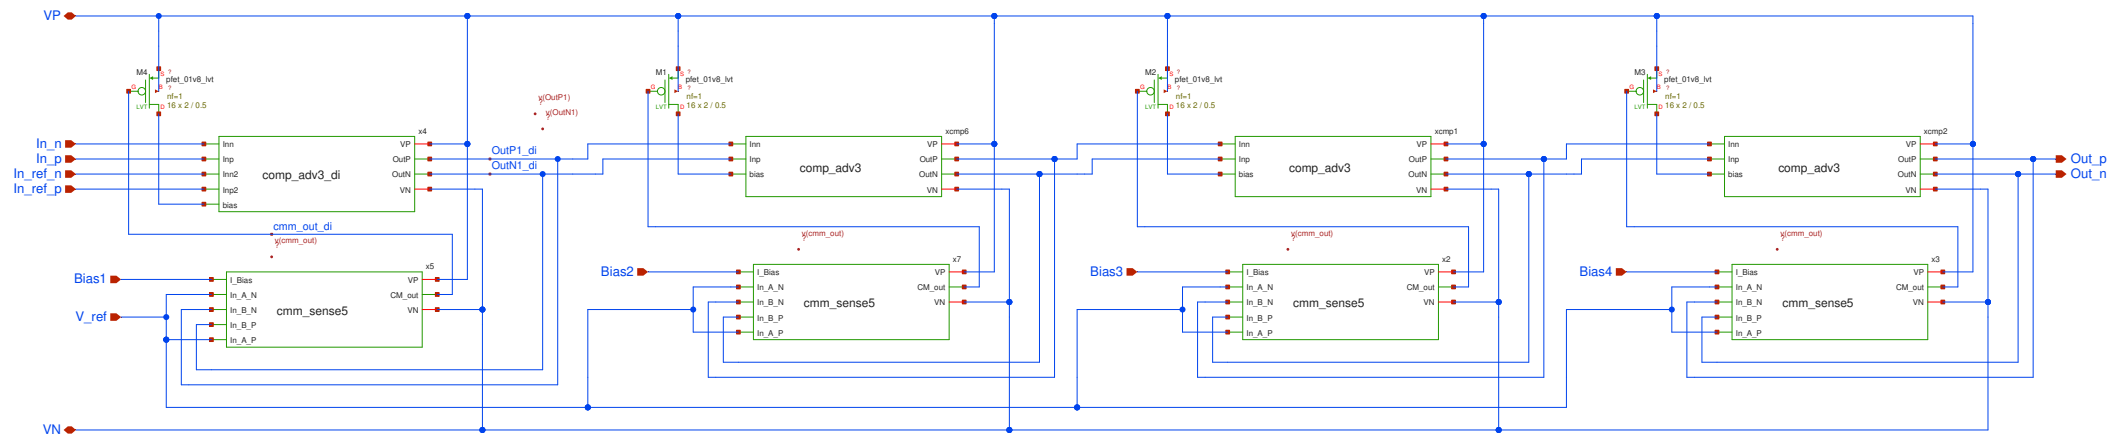 VP
M4
S ?
pfet_01v8_lvt
B ?
G
nf=1
LVT D 16 x 2 / 0.5
M1
S ?
pfet_01v8_lvt
B ?
G
nf=1
LVT D 16 x 2 / 0.5
M2
S ?
pfet_01v8_lvt
B ?
G
nf=1
LVT D 16 x 2 / 0.5
M3
S ?
pfet_01v8_lvt
B ?
G
nf=1
LVT D 16 x 2 / 0.5
v(OutP1)
?
v(OutN1)
?
In_n
In_p
In_ref_n
In_ref_p
x4
Inn
Inp
Inn2
Inp2
bias
comp_adv3_di
VP
OutP
OutN
VN
OutP1_di
OutN1_di
xcmp6
Inn
Inp
bias
comp_adv3
VP
OutP
OutN
VN
xcmp1
Inn
Inp
bias
comp_adv3
VP
OutP
OutN
VN
xcmp2
Inn
Inp
bias
comp_adv3
VP
OutP
OutN
VN
Out_p
Out_n
cmm_out_di
v(cmm_out)
?
v(cmm_out)
?
v(cmm_out)
?
v(cmm_out)
?
Bias1
V_ref
x5
I_Bias
In_A_N
In_B_N
In_B_P
In_A_P
cmm_sense5
VP
CM_out
VN
Bias2
x7
I_Bias
In_A_N
In_B_N
In_B_P
In_A_P
cmm_sense5
VP
CM_out
VN
Bias3
x2
I_Bias
In_A_N
In_B_N
In_B_P
In_A_P
cmm_sense5
VP
CM_out
VN
Bias4
x3
I_Bias
In_A_N
In_B_N
In_B_P
In_A_P
cmm_sense5
VP
CM_out
VN
VN